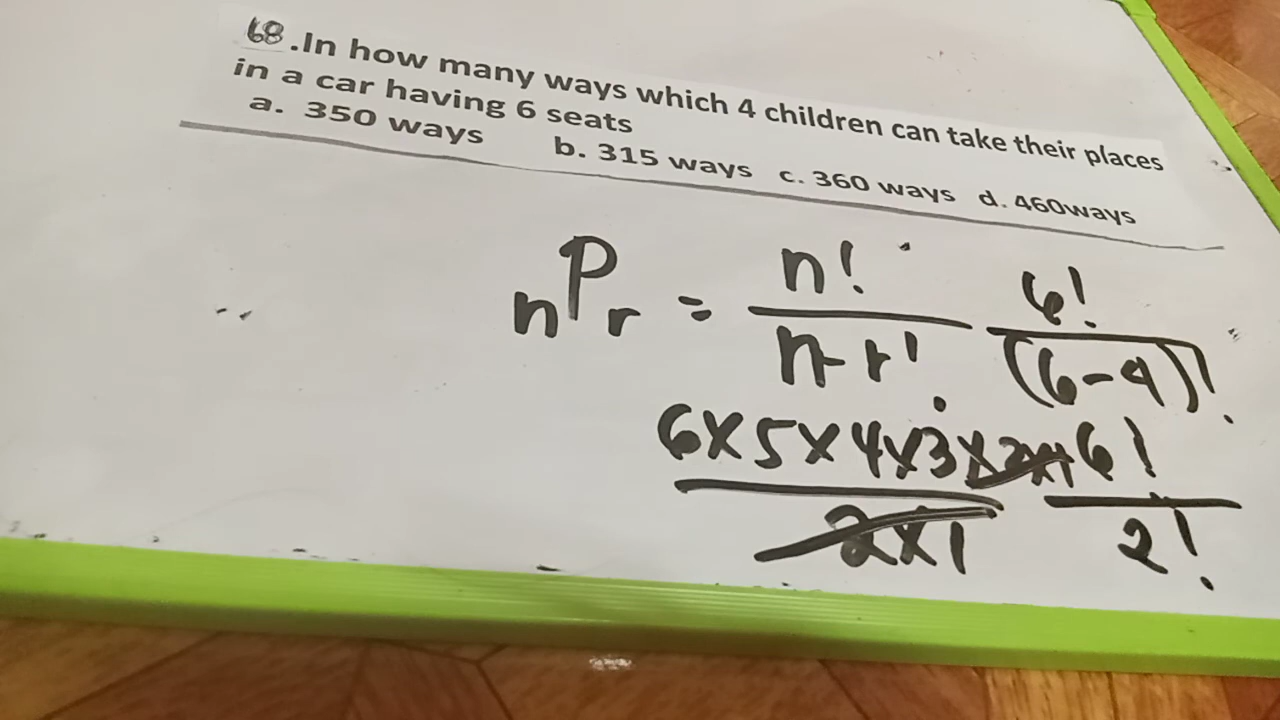 68.In how many ways which 4 children can take their places
in a car having 6 seats
a. 350 ways b. 315 ways c. 360 ways d. 460ways
nPr = n! / n-r! 6! / (6-4)!
6x5x4x3x2x1 / 2x1 6! / 2!